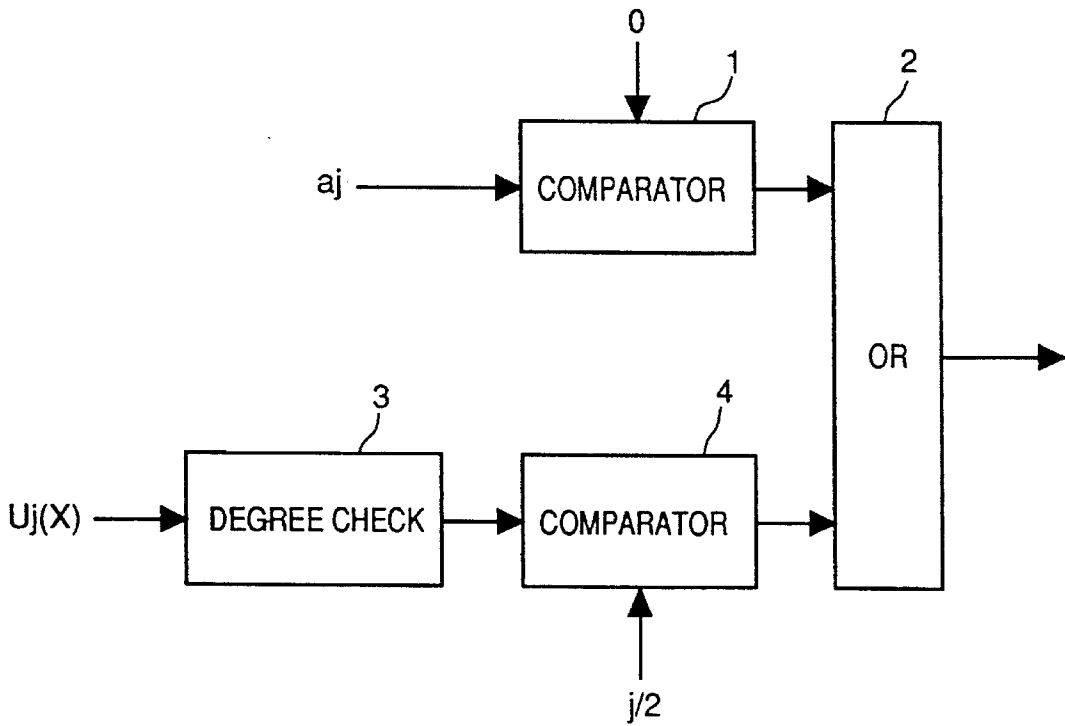 0
1
2
aj
COMPARATOR
OR
3
4
Uj(X)
DEGREE CHECK
COMPARATOR
j/2